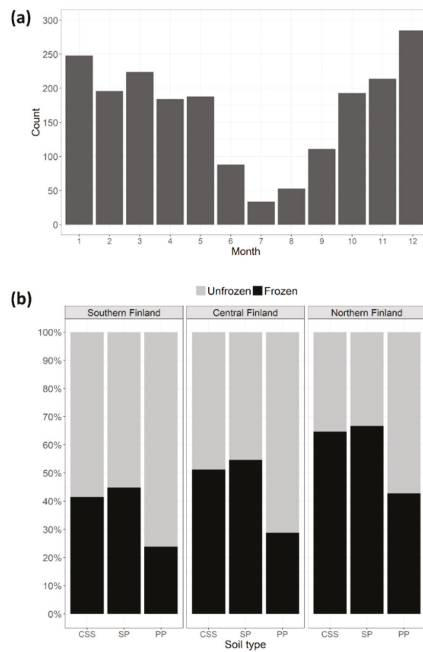 (a)
300
250
200
150
100
50
0
Count
1 2 3 4 5 6 7 8 9 10 11 12
Month
(b)
Unfrozen Frozen
Southern Finland Central Finland Northern Finland
100%
90%
80%
70%
60%
50%
40%
30%
20%
10%
0%
CSS SP PP CSS SP PP CSS SP PP
Soil type